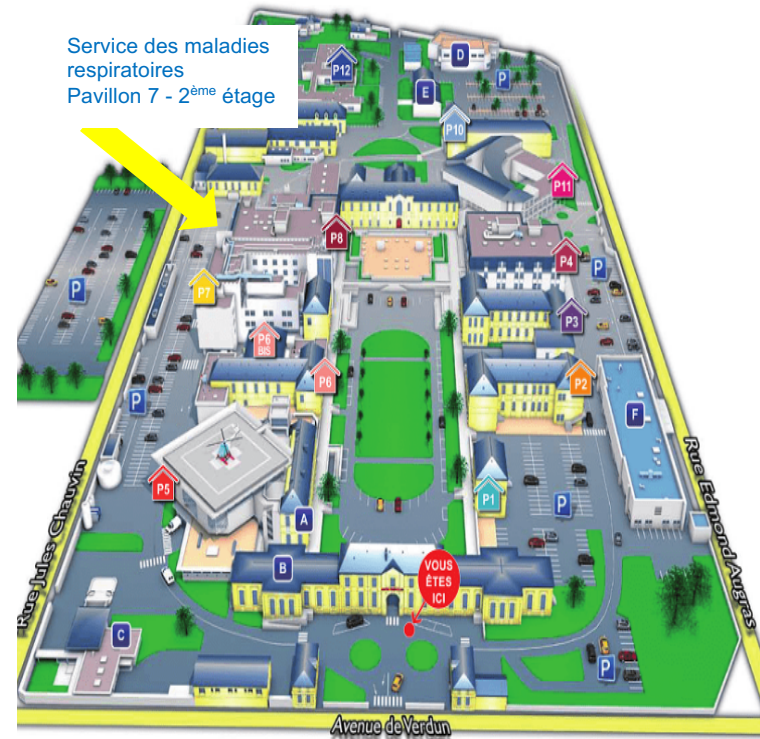 Service des maladies
respiratoires
Pavillon 7 - 2ème étage
P12
D
P
E
P10
P11
P8
P4
P
P
P7
P3
P6
BIS
P6
P2
P
F
P5
P1
P
A
Rue Jules Chauvin
Rue Edmond Augras
B
VOUS
ÊTES
ICI
C
P
Avenue de Verdun